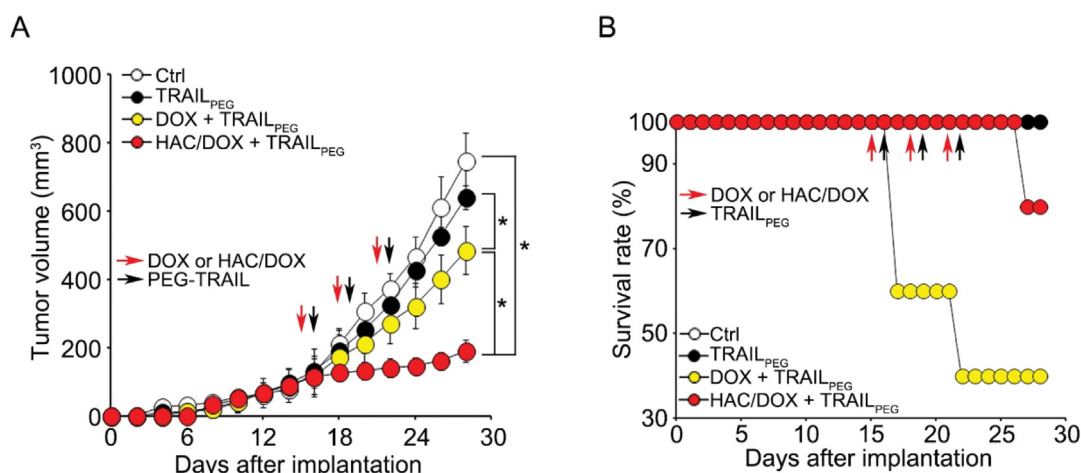 A
Tumor volume (mm³)
1000
800
600
400
200
0
Ctrl
TRAILPEG
DOX + TRAILPEG
HAC/DOX + TRAILPEG
DOX or HAC/DOX
PEG-TRAIL
*
*
*
0 6 12 18 24 30
Days after implantation
B
Survival rate (%)
100
90
70
50
30
DOX or HAC/DOX
TRAILPEG
Ctrl
TRAILPEG
DOX + TRAILPEG
HAC/DOX + TRAILPEG
0 5 10 15 21 25 30
Days after implantation